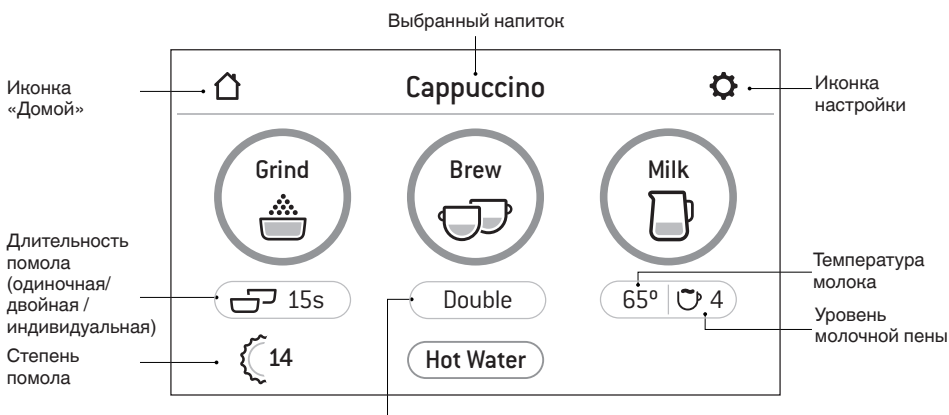 Выбранный напиток
Иконка
«Домой»
Cappuccino
Иконка
настройки
Grind
Brew
Milk
Длительность
помола
(одиночная/
двойная /
индивидуальная)
15s
Double
65º
4
Температура
молока
Уровень
молочной пены
Степень
помола
14
Hot Water